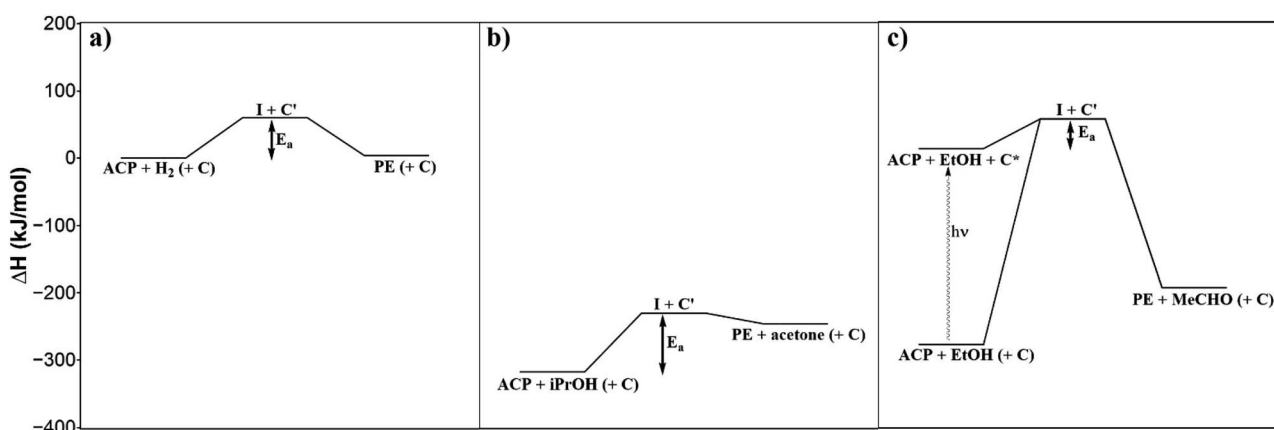 ΔH (kJ/mol)
200
100
0
−100
−200
−300
−400
a)
I + C'
Eₐ
ACP + H₂ (+ C)
PE (+ C)
b)
I + C'
Eₐ
PE + acetone (+ C)
ACP + iPrOH (+ C)
c)
I + C'
Eₐ
ACP + EtOH + C*
hν
PE + MeCHO (+ C)
ACP + EtOH (+ C)